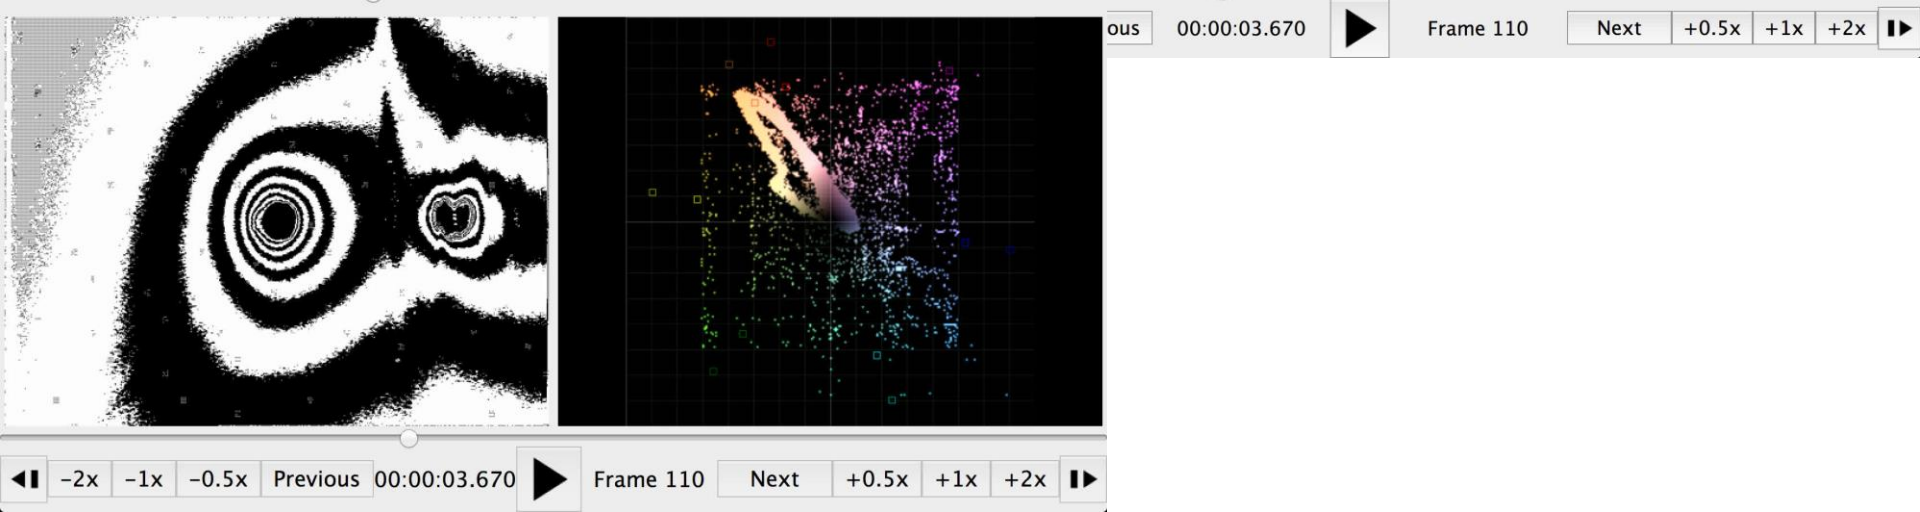 ous 00:00:03.670 Frame 110 Next +0.5x +1x +2x
-2x -1x -0.5x Previous 00:00:03.670 Frame 110 Next +0.5x +1x +2x